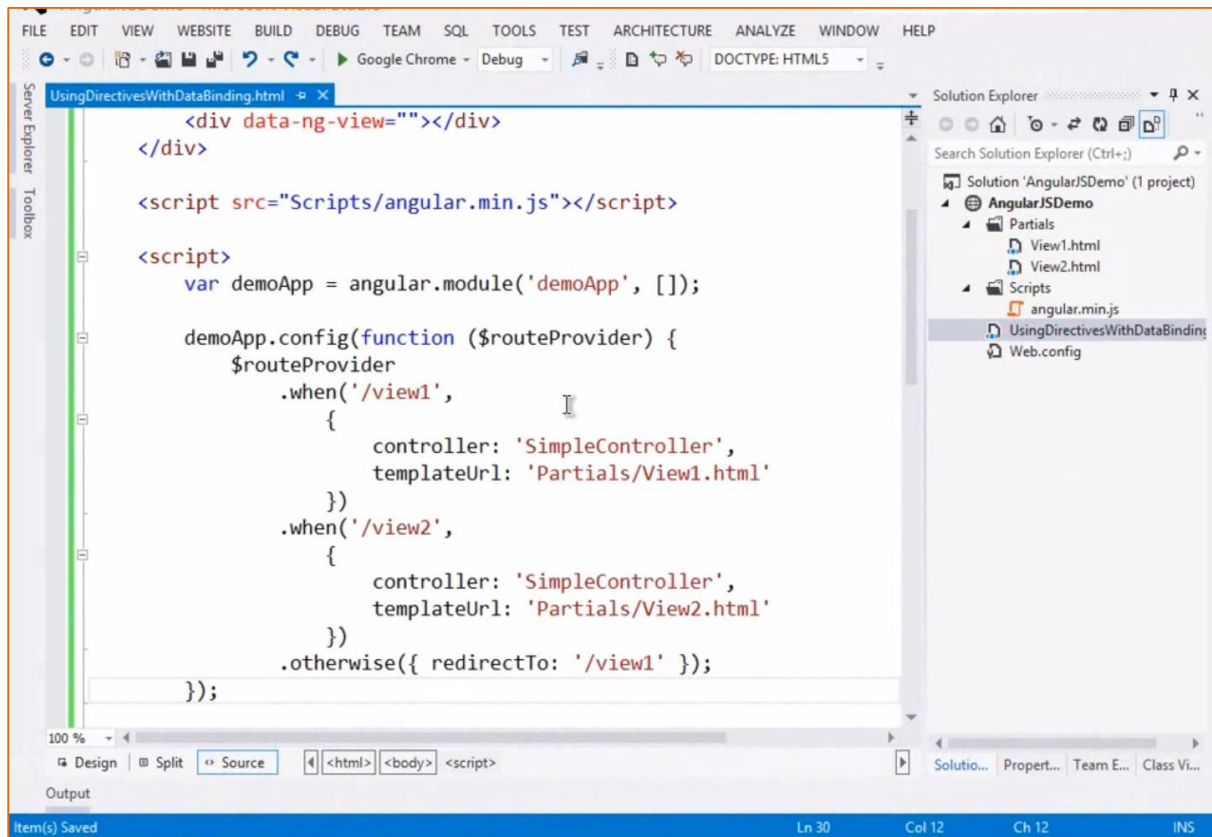 FILE EDIT VIEW WEBSITE BUILD DEBUG TEAM SQL TOOLS TEST ARCHITECTURE ANALYZE WINDOW HELP
Google Chrome Debug DOCTYPE: HTML5
Server Explorer
Toolbox
UsingDirectivesWithDataBinding.html
<div data-ng-view=""></div>
</div>
<script src="Scripts/angular.min.js"></script>
<script>
var demoApp = angular.module('demoApp', []);
demoApp.config(function ($routeProvider) {
$routeProvider
.when('/view1',
{
controller: 'SimpleController',
templateUrl: 'Partials/View1.html'
})
.when('/view2',
{
controller: 'SimpleController',
templateUrl: 'Partials/View2.html'
})
.otherwise({ redirectTo: '/view1' });
});
100 %
Design Split Source <html> <body> <script>
Output
Solution Explorer
Search Solution Explorer (Ctrl+;)
Solution 'AngularJSDemo' (1 project)
AngularJSDemo
Partials
View1.html
View2.html
Scripts
angular.min.js
UsingDirectivesWithDataBinding
Web.config
Solutio... Propert... Team E... Class Vi...
Item(s) Saved Ln 30 Col 12 Ch 12 INS